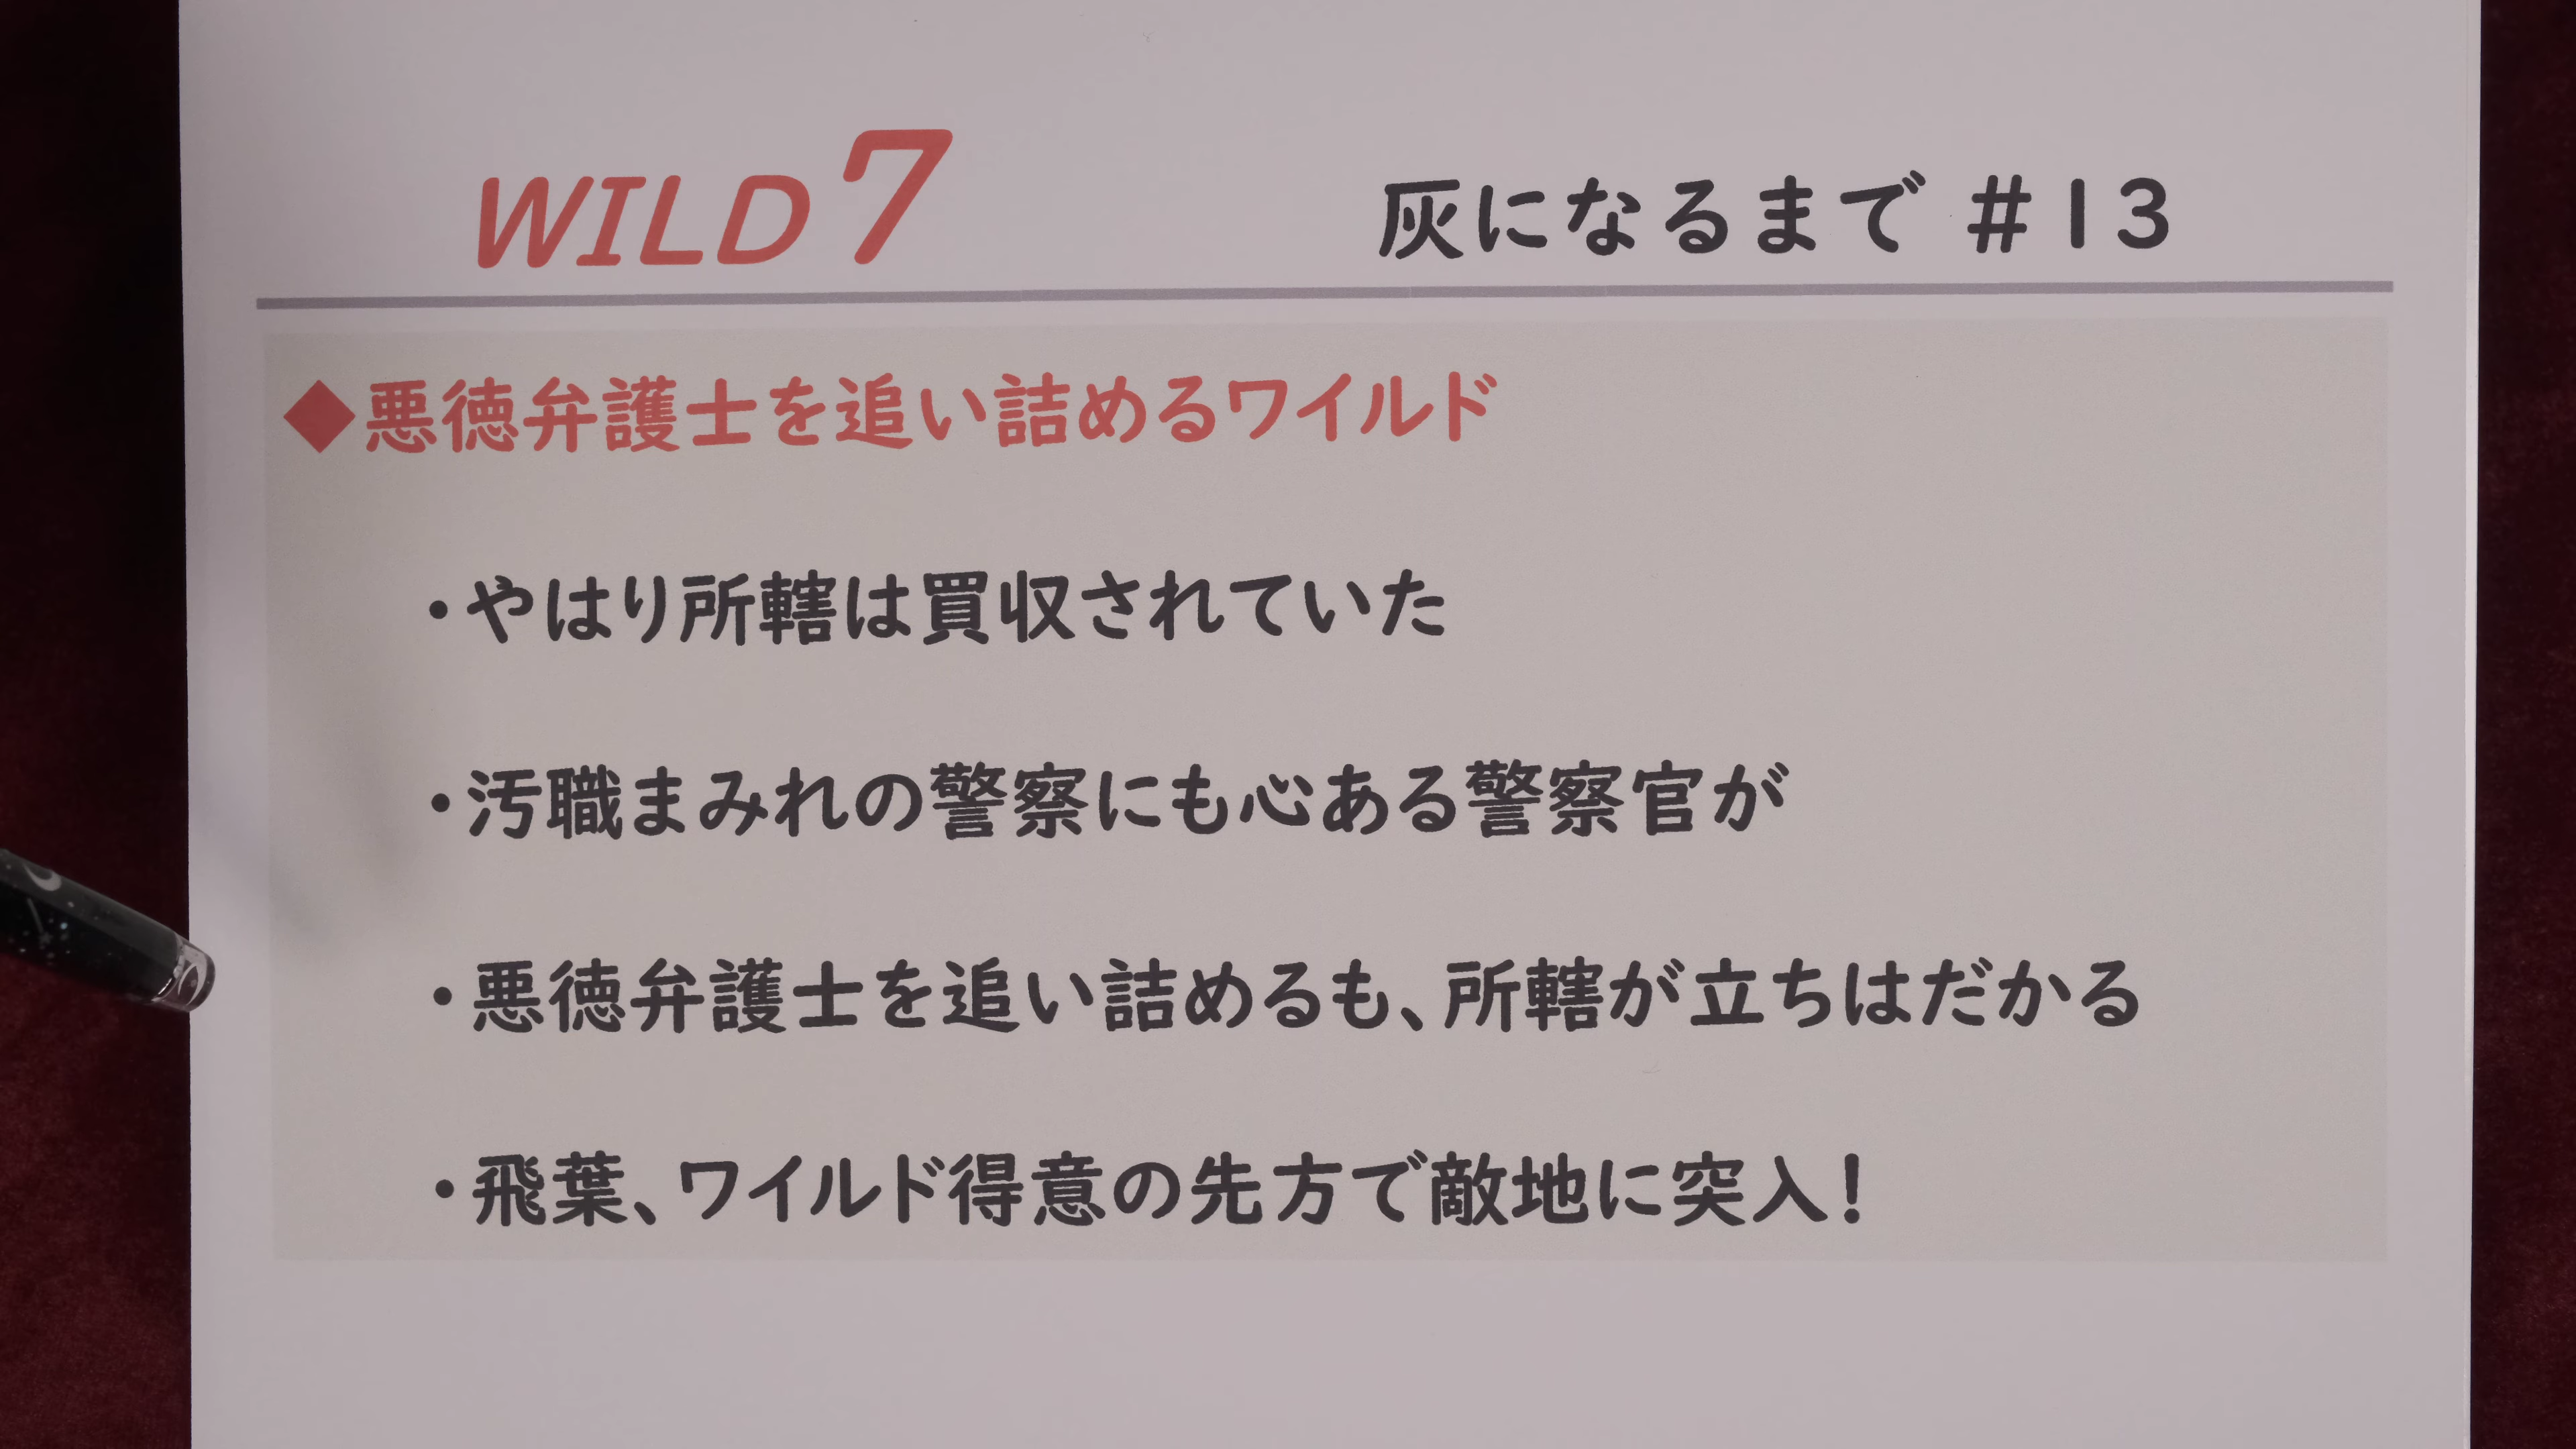 WILD7 灰になるまで #13
◆悪徳弁護士を追い詰めるワイルド
・やはり所轄は買収されていた
・汚職まみれの警察にも心ある警察官が
・悪徳弁護士を追い詰めるも、所轄が立ちはだかる
・飛葉、ワイルド得意の先方で敵地に突入!